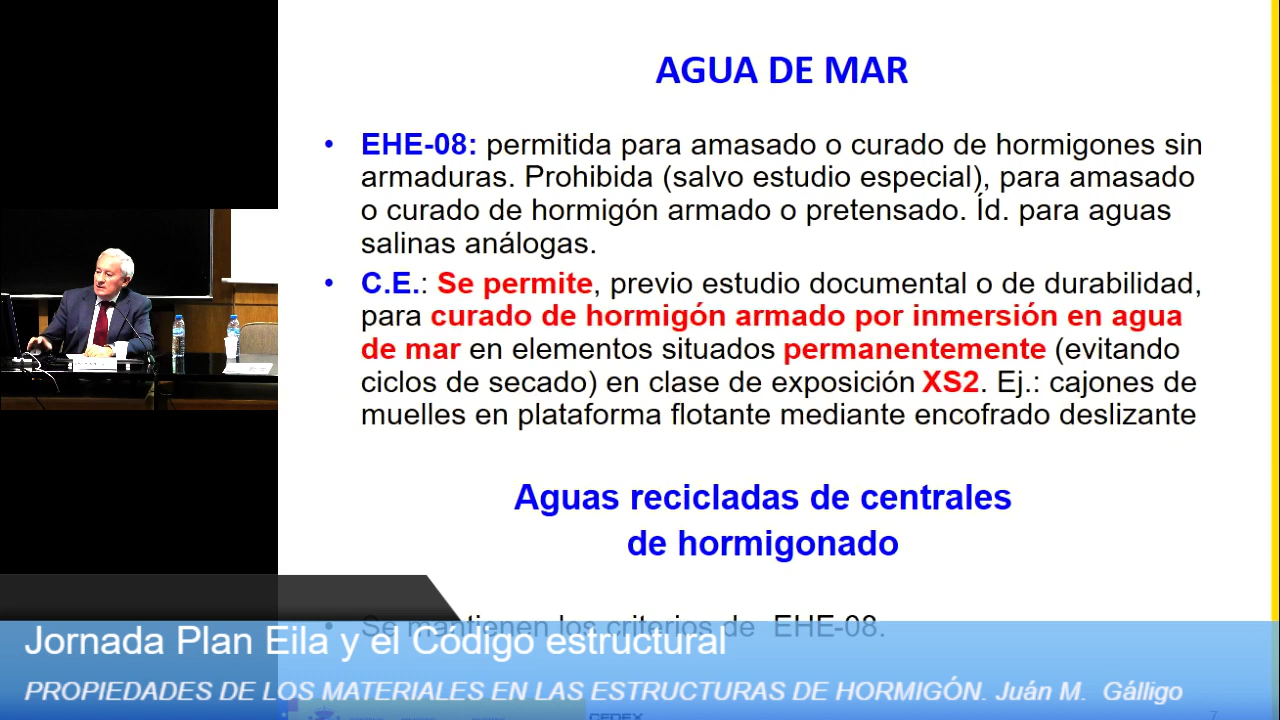 AGUA DE MAR
• EHE-08: permitida para amasado o curado de hormigones sin
armaduras. Prohibida (salvo estudio especial), para amasado
o curado de hormigón armado o pretensado. Íd. para aguas
salinas análogas.
• C.E.: Se permite, previo estudio documental o de durabilidad,
para curado de hormigón armado por inmersión en agua
de mar en elementos situados permanentemente (evitando
ciclos de secado) en clase de exposición XS2. Ej.: cajones de
muelles en plataforma flotante mediante encofrado deslizante
Aguas recicladas de centrales
de hormigonado
• Se mantienen los criterios de EHE-08.
Jornada Plan Eila y el Código estructural
PROPIEDADES DE LOS MATERIALES EN LAS ESTRUCTURAS DE HORMIGÓN. Juán M. Gálligo
CEDEX
7